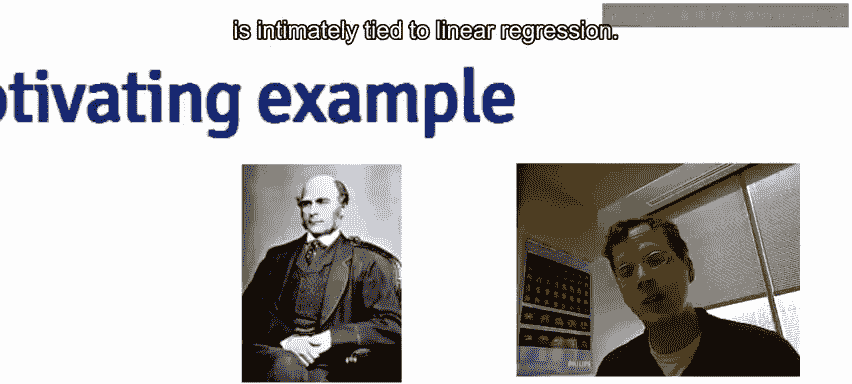 is intimately tied to linear regression.
otivating example